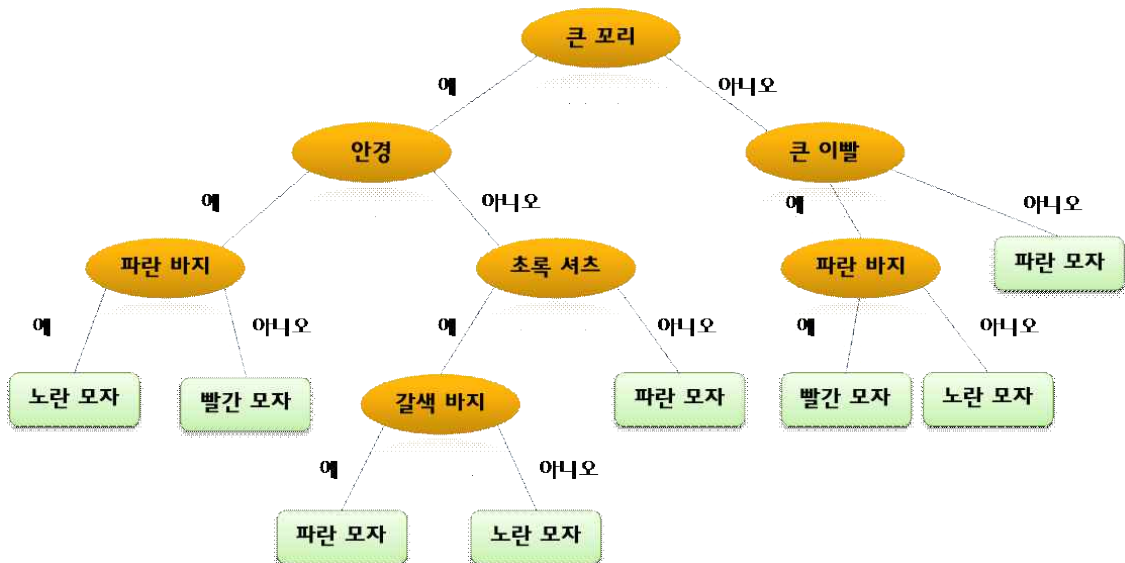 큰 꼬리
예
아니오
안경
큰 이빨
예
아니오
예
아니오
파란 바지
초록 셔츠
파란 바지
파란 모자
예
아니오
예
아니오
예
아니오
노란 모자
빨간 모자
갈색 바지
파란 모자
빨간 모자
노란 모자
예
아니오
파란 모자
노란 모자